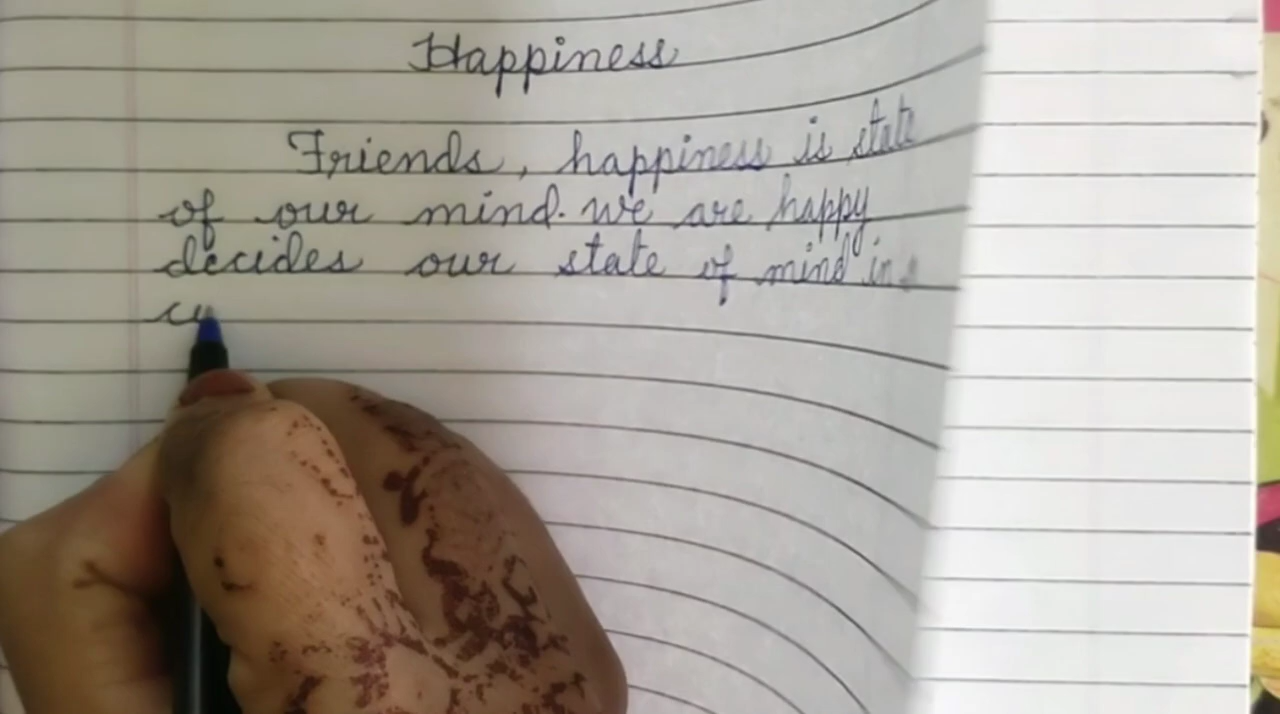 Happiness
Friends, happiness is state
of our mind. we are happy
decides our state of mind in